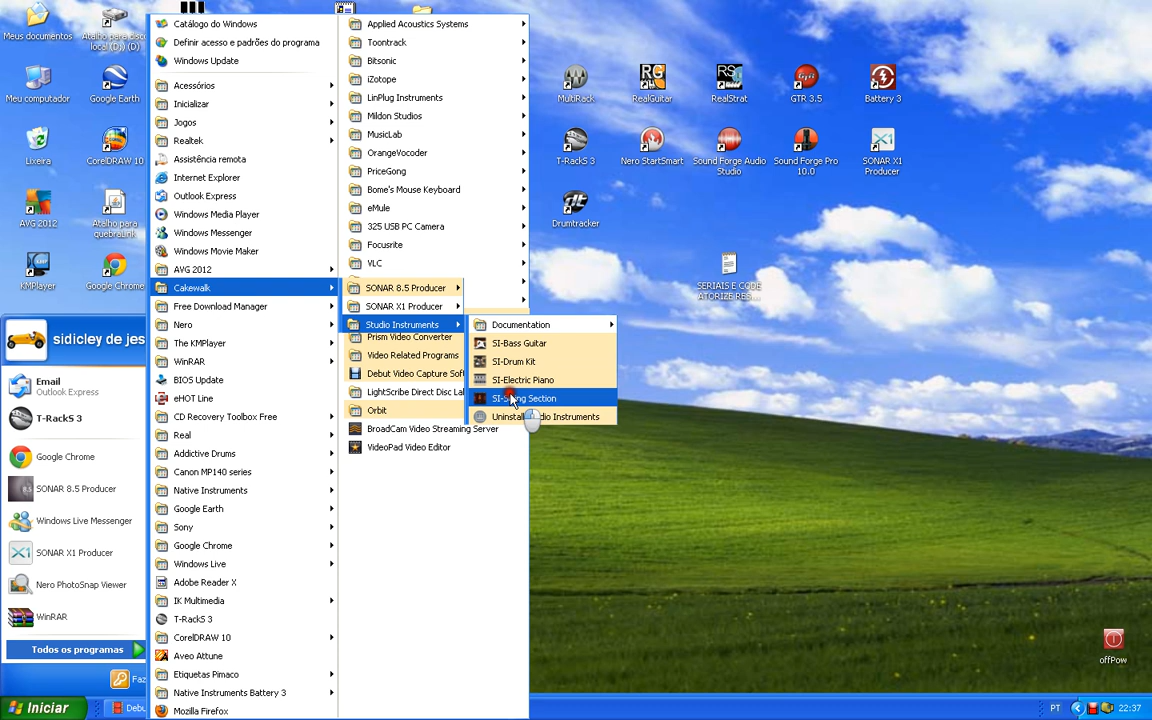 Meus documentos
Atalho para disco
local (D;) (D)
Meu computador
Google Earth
Lixeira
CorelDRAW 10
AVG 2012
Atalho para
quebraLink
KMPlayer
Google Chrome
sidicley de jes
Email
Outlook Express
T-RackS 3
Google Chrome
SONAR 8.5 Producer
Windows Live Messenger
SONAR X1 Producer
Nero PhotoSnap Viewer
WinRAR
Todos os programas
Faz
Iniciar
Debu
Catálogo do Windows
Definir acesso e padrões do programa
Windows Update
Acessórios
Inicializar
Jogos
Realtek
Assistência remota
Internet Explorer
Outlook Express
Windows Media Player
Windows Messenger
Windows Movie Maker
AVG 2012
Cakewalk
Free Download Manager
Nero
The KMPlayer
WinRAR
BIOS Update
eHOT Line
CD Recovery Toolbox Free
Real
Addictive Drums
Canon MP140 series
Native Instruments
Google Earth
Sony
Google Chrome
Windows Live
Adobe Reader X
IK Multimedia
T-RackS 3
CorelDRAW 10
Aveo Attune
Etiquetas Pimaco
Native Instruments Battery 3
Mozilla Firefox
Applied Acoustics Systems
Toontrack
Bitsonic
iZotope
LinPlug Instruments
Mildon Studios
MusicLab
OrangeVocoder
PriceGong
Bome's Mouse Keyboard
eMule
325 USB PC Camera
Focusrite
VLC
SONAR 8.5 Producer
SONAR X1 Producer
Studio Instruments
Prism Video Converter
Video Related Programs
Debut Video Capture Soft
LightScribe Direct Disc La
Orbit
BroadCam Video Streaming Server
VideoPad Video Editor
Documentation
SI-Bass Guitar
SI-Drum Kit
SI-Electric Piano
Section
Instruments
MultiRack
RealGuitar
RealStrat
GTR 3.5
Battery 3
T-RackS 3
Nero StartSmart
Sound Forge Audio
Studio
Sound Forge Pro
10.0
SONAR X1
Producer
Drumtracker
SERIAIS E CODE
ATORIZE RES...
offPow
PT
22:37